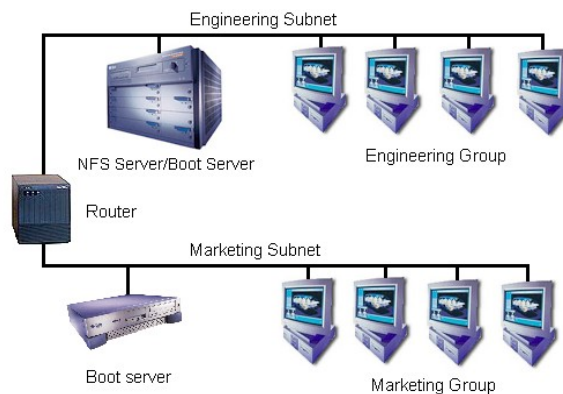 Engineering Subnet
NFS Server/Boot Server
Engineering Group
Router
Marketing Subnet
Boot server
Marketing Group